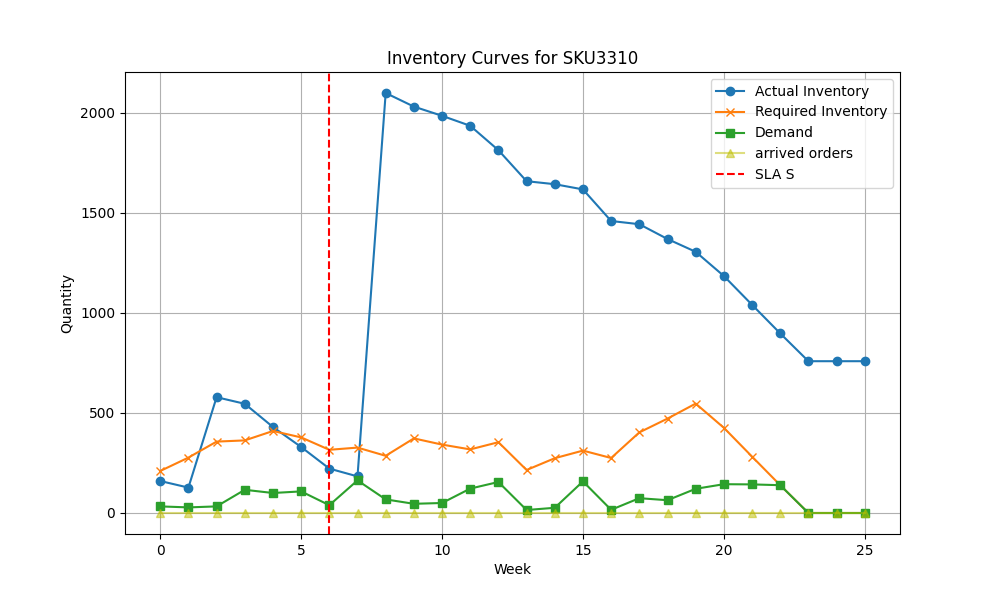 Inventory Curves for SKU3310
Actual Inventory
Required Inventory
Demand
arrived orders
SLA S
Quantity
2000
1500
1000
500
0
0 5 10 15 20 25
Week